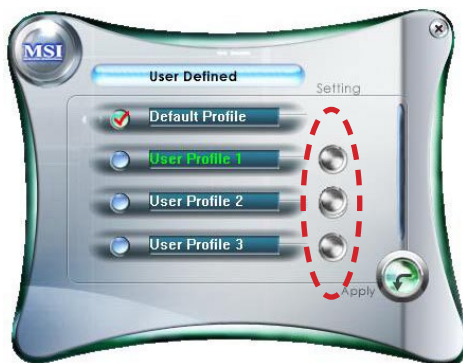 MSI
User Defined
Setting
Default Profile
User Profile 1
User Profile 2
User Profile 3
Apply